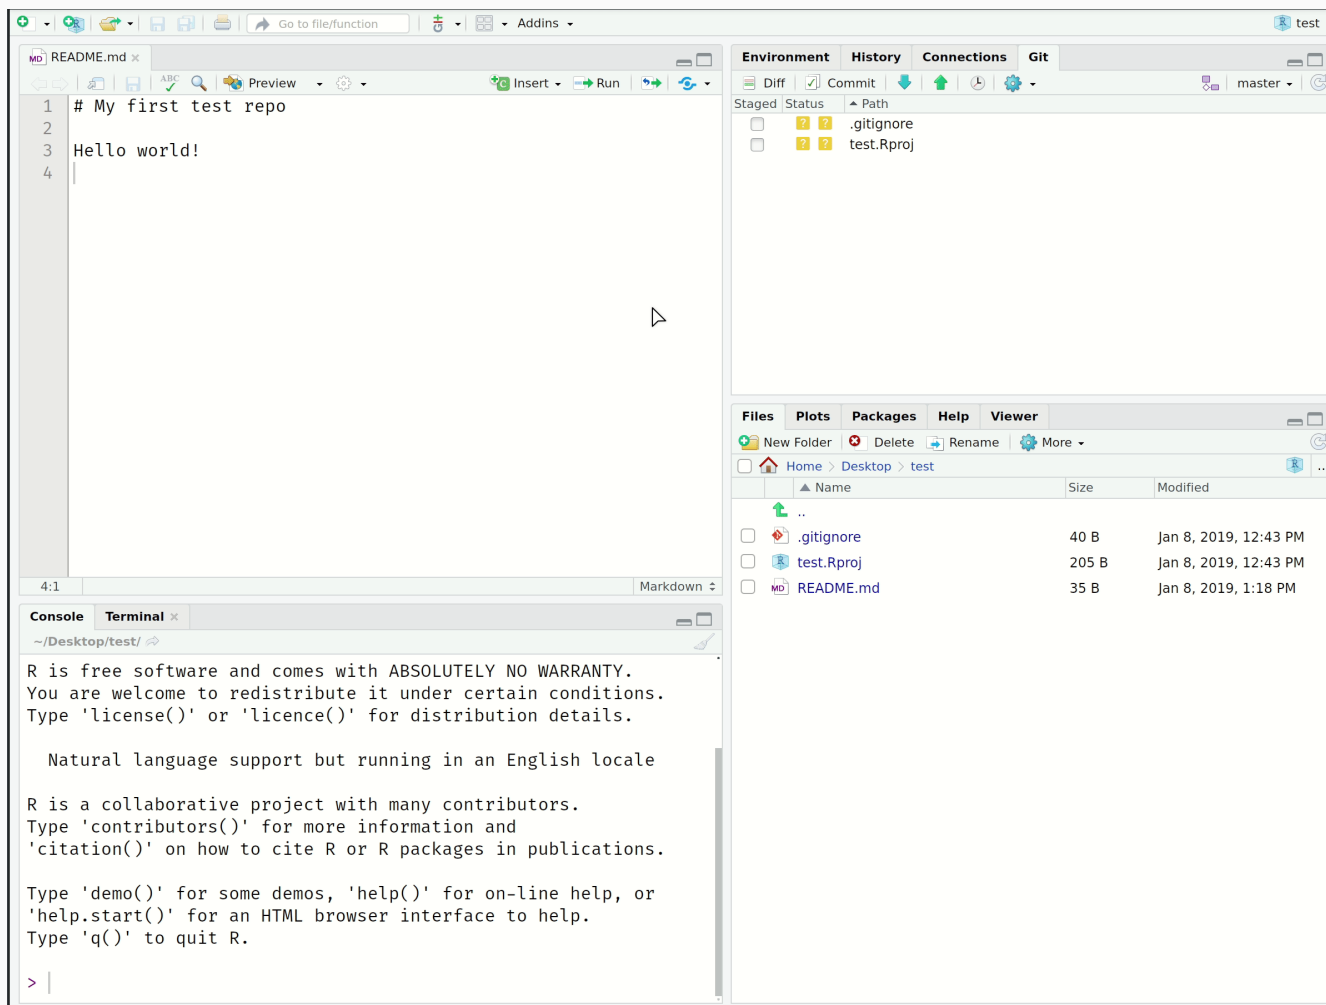 Go to file/function
Addins
test
README.md
ABC
Preview
Insert
Run
1 # My first test repo
2
3 Hello world!
4
4:1
Markdown
Console Terminal
~/Desktop/test/
R is free software and comes with ABSOLUTELY NO WARRANTY.
You are welcome to redistribute it under certain conditions.
Type 'license()' or 'licence()' for distribution details.
Natural language support but running in an English locale
R is a collaborative project with many contributors.
Type 'contributors()' for more information and
'citation()' on how to cite R or R packages in publications.
Type 'demo()' for some demos, 'help()' for on-line help, or
'help.start()' for an HTML browser interface to help.
Type 'q()' to quit R.
>
Environment History Connections Git
Diff Commit master
Staged Status Path
? ? .gitignore
? ? test.Rproj
Files Plots Packages Help Viewer
New Folder Delete Rename More
Home > Desktop > test ..
Name Size Modified
..
.gitignore 40 B Jan 8, 2019, 12:43 PM
test.Rproj 205 B Jan 8, 2019, 12:43 PM
README.md 35 B Jan 8, 2019, 1:18 PM